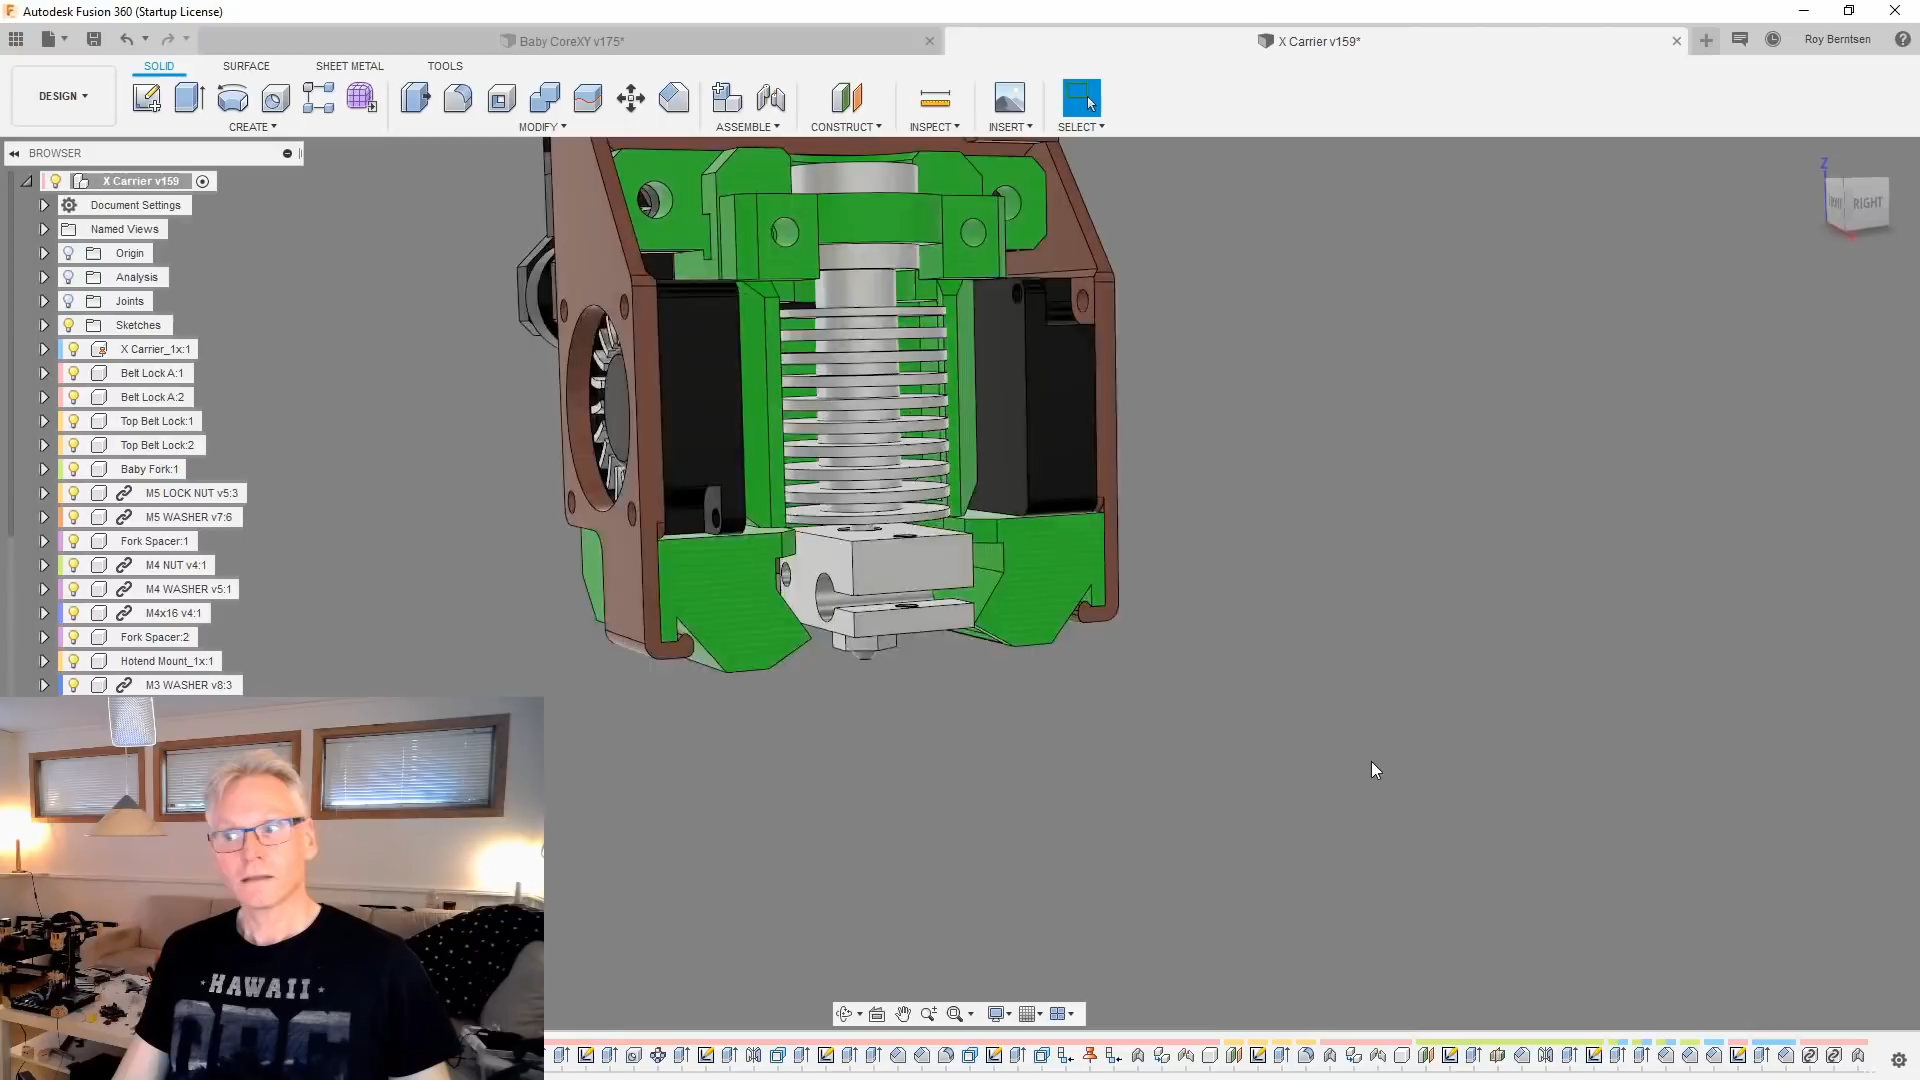 Autodesk Fusion 360 (Startup License)
Baby CoreXY v175*
X Carrier v159*
Roy Berntsen
DESIGN
SOLID
SURFACE
SHEET METAL
TOOLS
CREATE
MODIFY
ASSEMBLE
CONSTRUCT
INSPECT
INSERT
SELECT
BROWSER
X Carrier v159
Document Settings
Named Views
Origin
Analysis
Joints
Sketches
X Carrier_1x:1
Belt Lock A:1
Belt Lock A:2
Top Belt Lock:1
Top Belt Lock:2
Baby Fork:1
M5 LOCK NUT v5:3
M5 WASHER v7:6
Fork Spacer:1
M4 NUT v4:1
M4 WASHER v5:1
M4x16 v4:1
Fork Spacer:2
Hotend Mount_1x:1
M3 WASHER v8:3
Z
RIGHT
HAWAII